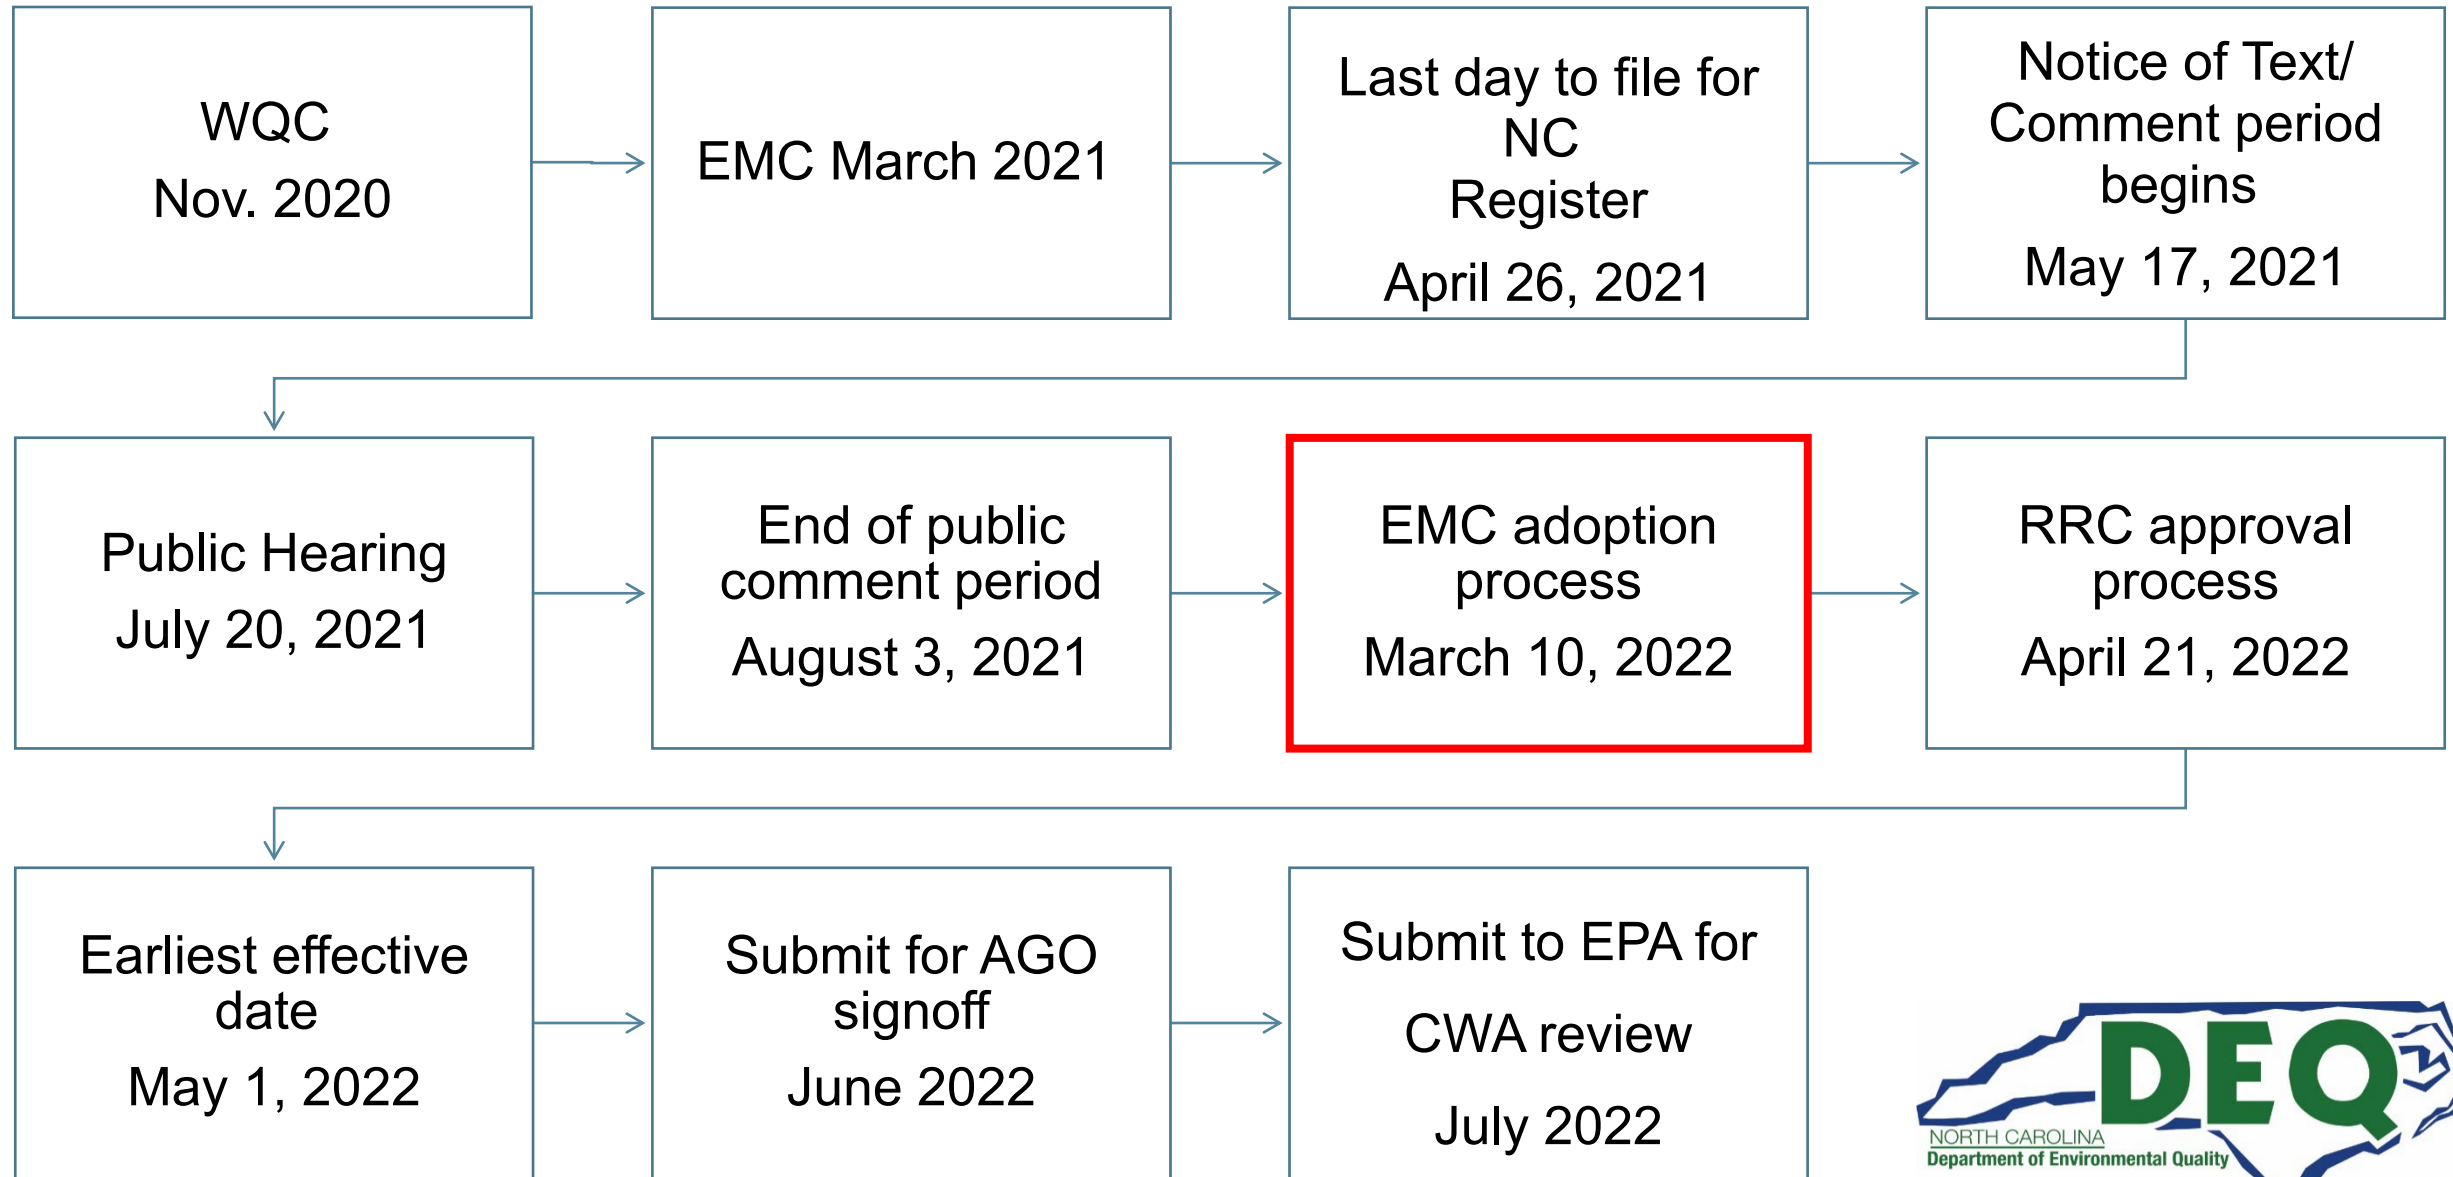 WQC
Nov. 2020
EMC March 2021
Last day to file for
NC
Register
April 26, 2021
Notice of Text/
Comment period
begins
May 17, 2021
Public Hearing
July 20, 2021
End of public
comment period
August 3, 2021
EMC adoption
process
March 10, 2022
RRC approval
process
April 21, 2022
Earliest effective
date
May 1, 2022
Submit for AGO
signoff
June 2022
Submit to EPA for
CWA review
July 2022
DEQ
NORTH CAROLINA
Department of Environmental Quality